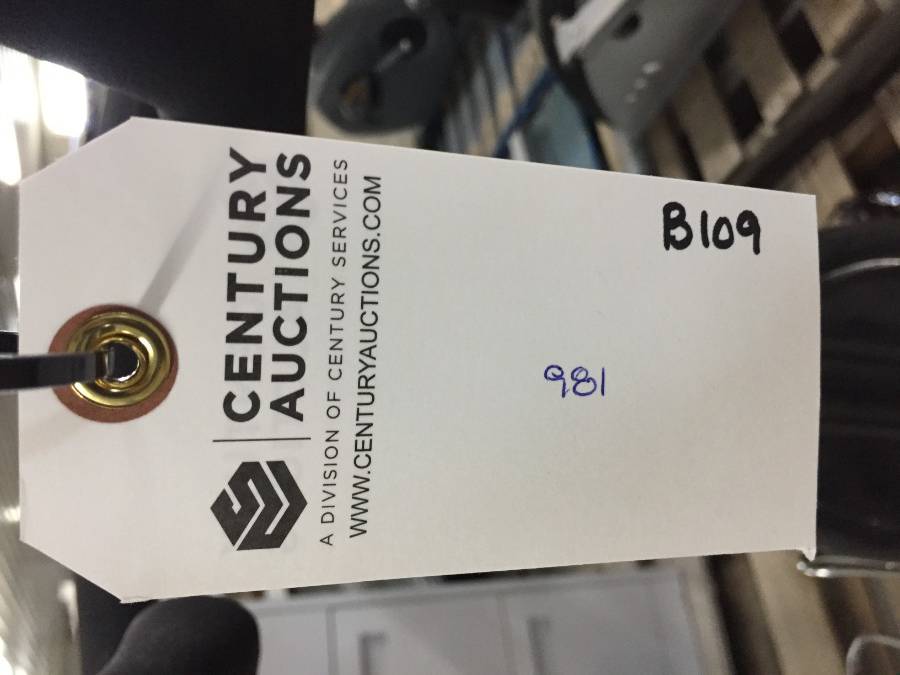 CENTURY
AUCTIONS
A DIVISION OF CENTURY SERVICES
WWW.CENTURYAUCTIONS.COM
B109
981